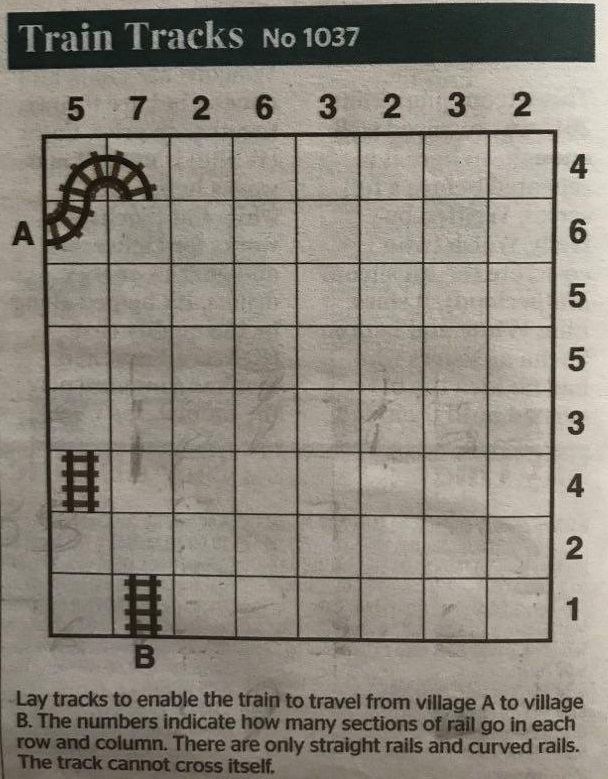 Train Tracks No 1037
5 7 2 6 3 2 3 2
4
A
6
5
5
3
4
2
1
B
Lay tracks to enable the train to travel from village A to village
B. The numbers indicate how many sections of rail go in each
row and column. There are only straight rails and curved rails.
The track cannot cross itself.